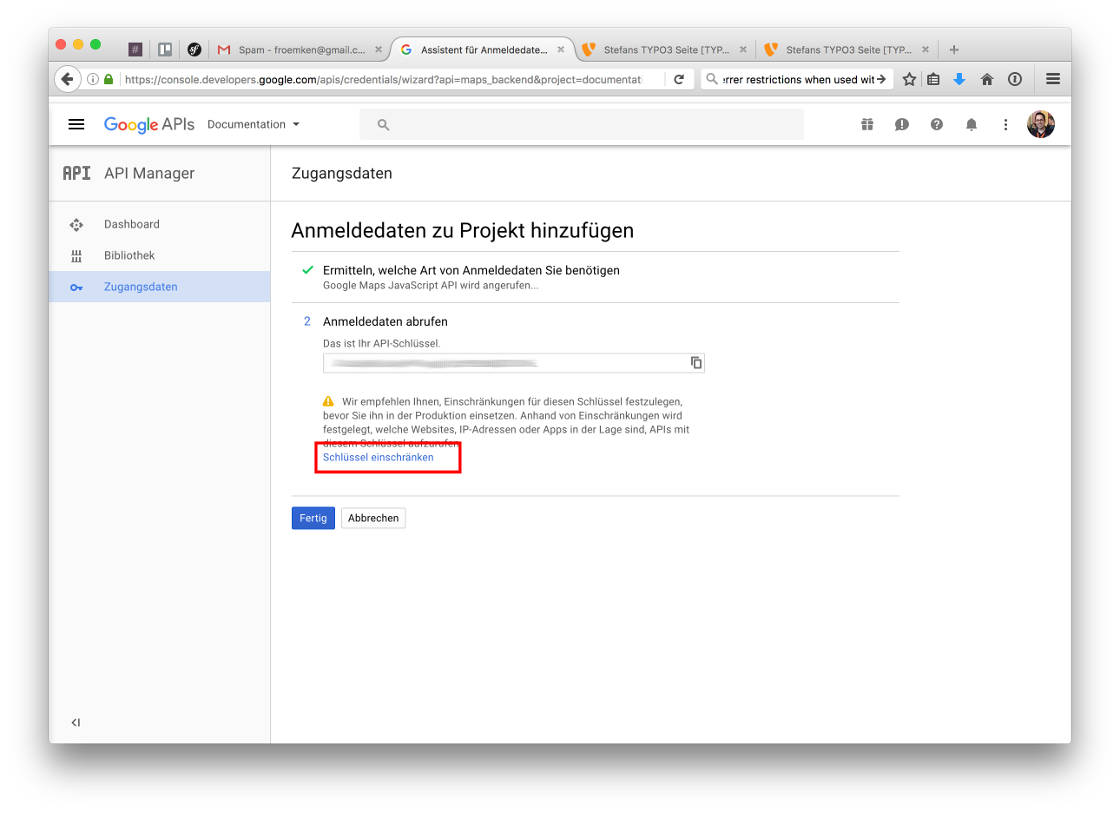 Spam - froemken@gmail.c...
Assistent für Anmeldedate...
Stefans TYPO3 Seite [TYP...
Stefans TYPO3 Seite [TYP...
https://console.developers.google.com/apis/credentials/wizard?api=maps_backend&project=documentat
rrer restrictions when used wit
Google APIs
Documentation
API
API Manager
Zugangsdaten
Dashboard
Bibliothek
Zugangsdaten
Anmeldedaten zu Projekt hinzufügen
Ermitteln, welche Art von Anmeldedaten Sie benötigen
Google Maps JavaScript API wird angerufen...
2 Anmeldedaten abrufen
Das ist Ihr API-Schlüssel.
Wir empfehlen Ihnen, Einschränkungen für diesen Schlüssel festzulegen,
bevor Sie ihn in der Produktion einsetzen. Anhand von Einschränkungen wird
festgelegt, welche Websites, IP-Adressen oder Apps in der Lage sind, APIs mit
diesem Schlüssel aufzurufen.
Schlüssel einschränken
Fertig
Abbrechen